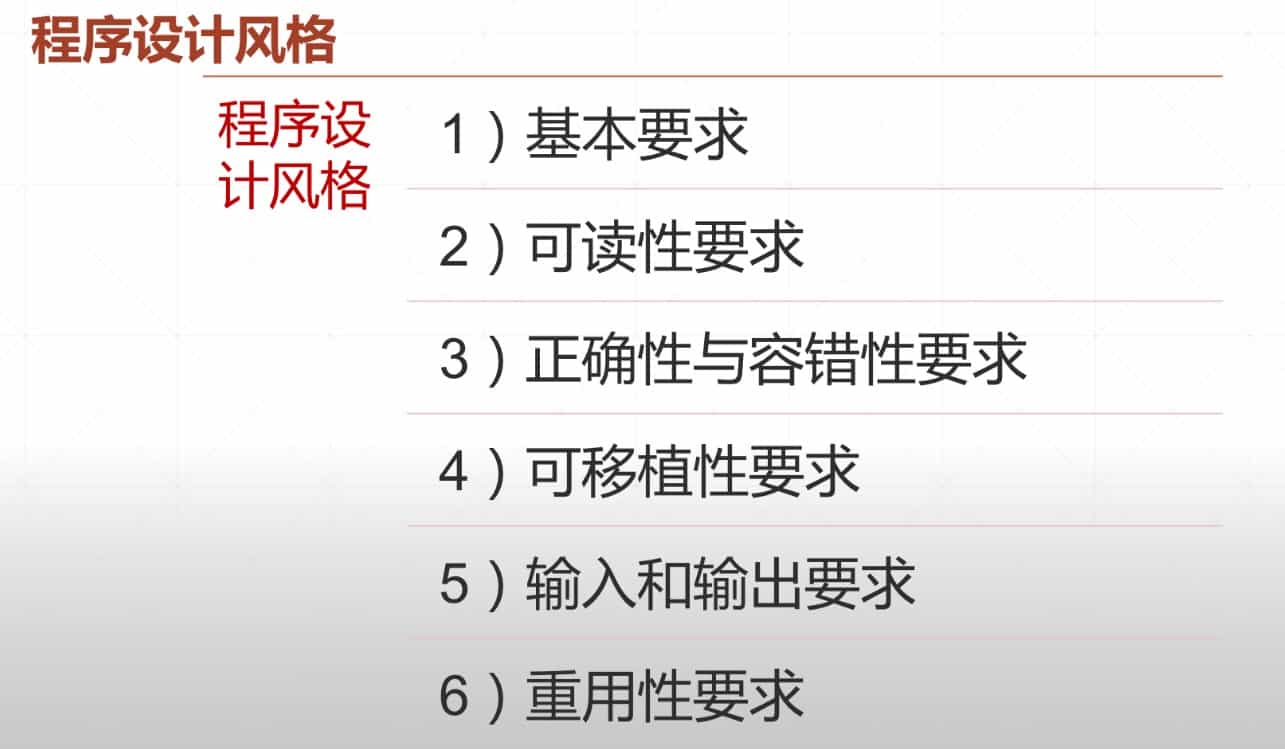 程序设计风格
程序设
计风格
1）基本要求
2）可读性要求
3）正确性与容错性要求
4）可移植性要求
5）输入和输出要求
6）重用性要求